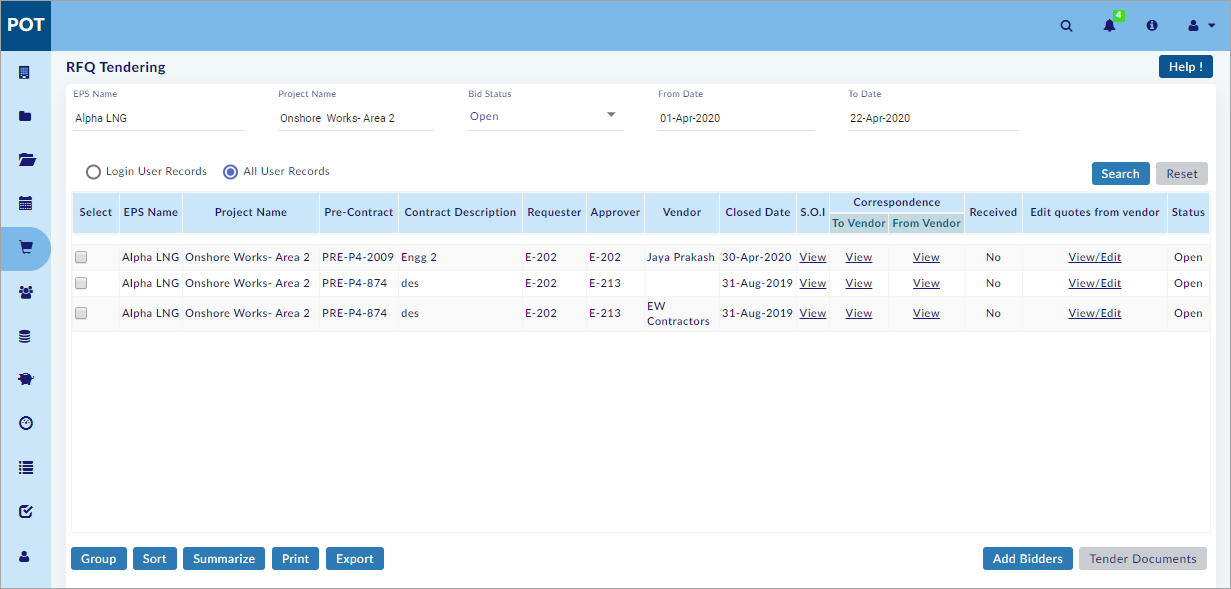 POT
4
RFQ Tendering
Help !
EPS Name Project Name Bid Status From Date To Date
Alpha LNG Onshore Works- Area 2 Open 01-Apr-2020 22-Apr-2020
Login User Records All User Records
Search Reset
Select EPS Name Project Name Pre-Contract Contract Description Requester Approver Vendor Closed Date S.O.I Correspondence Received Edit quotes from vendor Status
To Vendor From Vendor
Alpha LNG Onshore Works- Area 2 PRE-P4-2009 Engg 2 E-202 E-202 Jaya Prakash 30-Apr-2020 View View View No View/Edit Open
Alpha LNG Onshore Works- Area 2 PRE-P4-874 des E-202 E-213 31-Aug-2019 View View View No View/Edit Open
Alpha LNG Onshore Works- Area 2 PRE-P4-874 des E-202 E-213 EW Contractors 31-Aug-2019 View View View No View/Edit Open
Group Sort Summarize Print Export Add Bidders Tender Documents